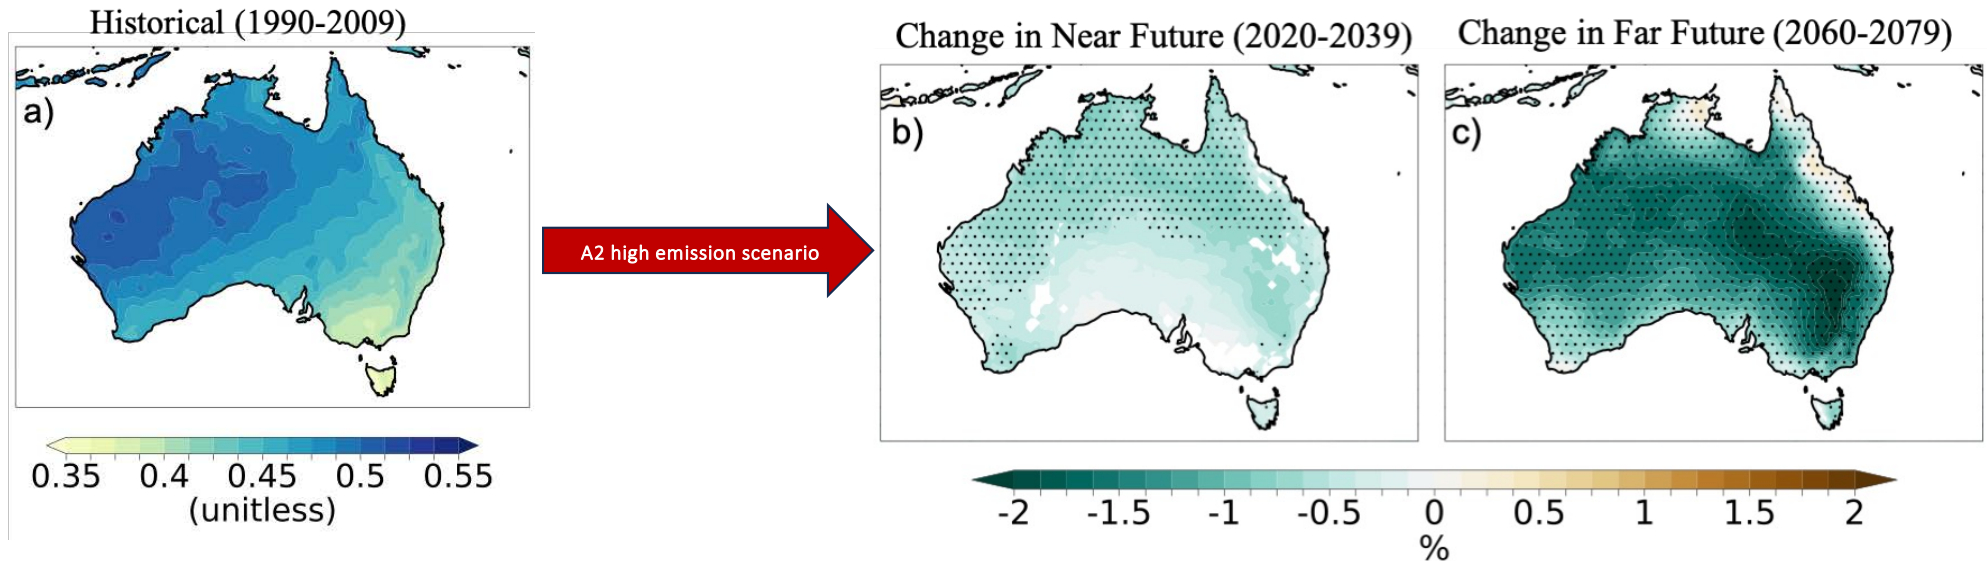 Historical (1990-2009)
a)
0.35 0.4 0.45 0.5 0.55
(unitless)
A2 high emission scenario
Change in Near Future (2020-2039)
b)
Change in Far Future (2060-2079)
c)
-2 -1.5 -1 -0.5 0 0.5 1 1.5 2
%